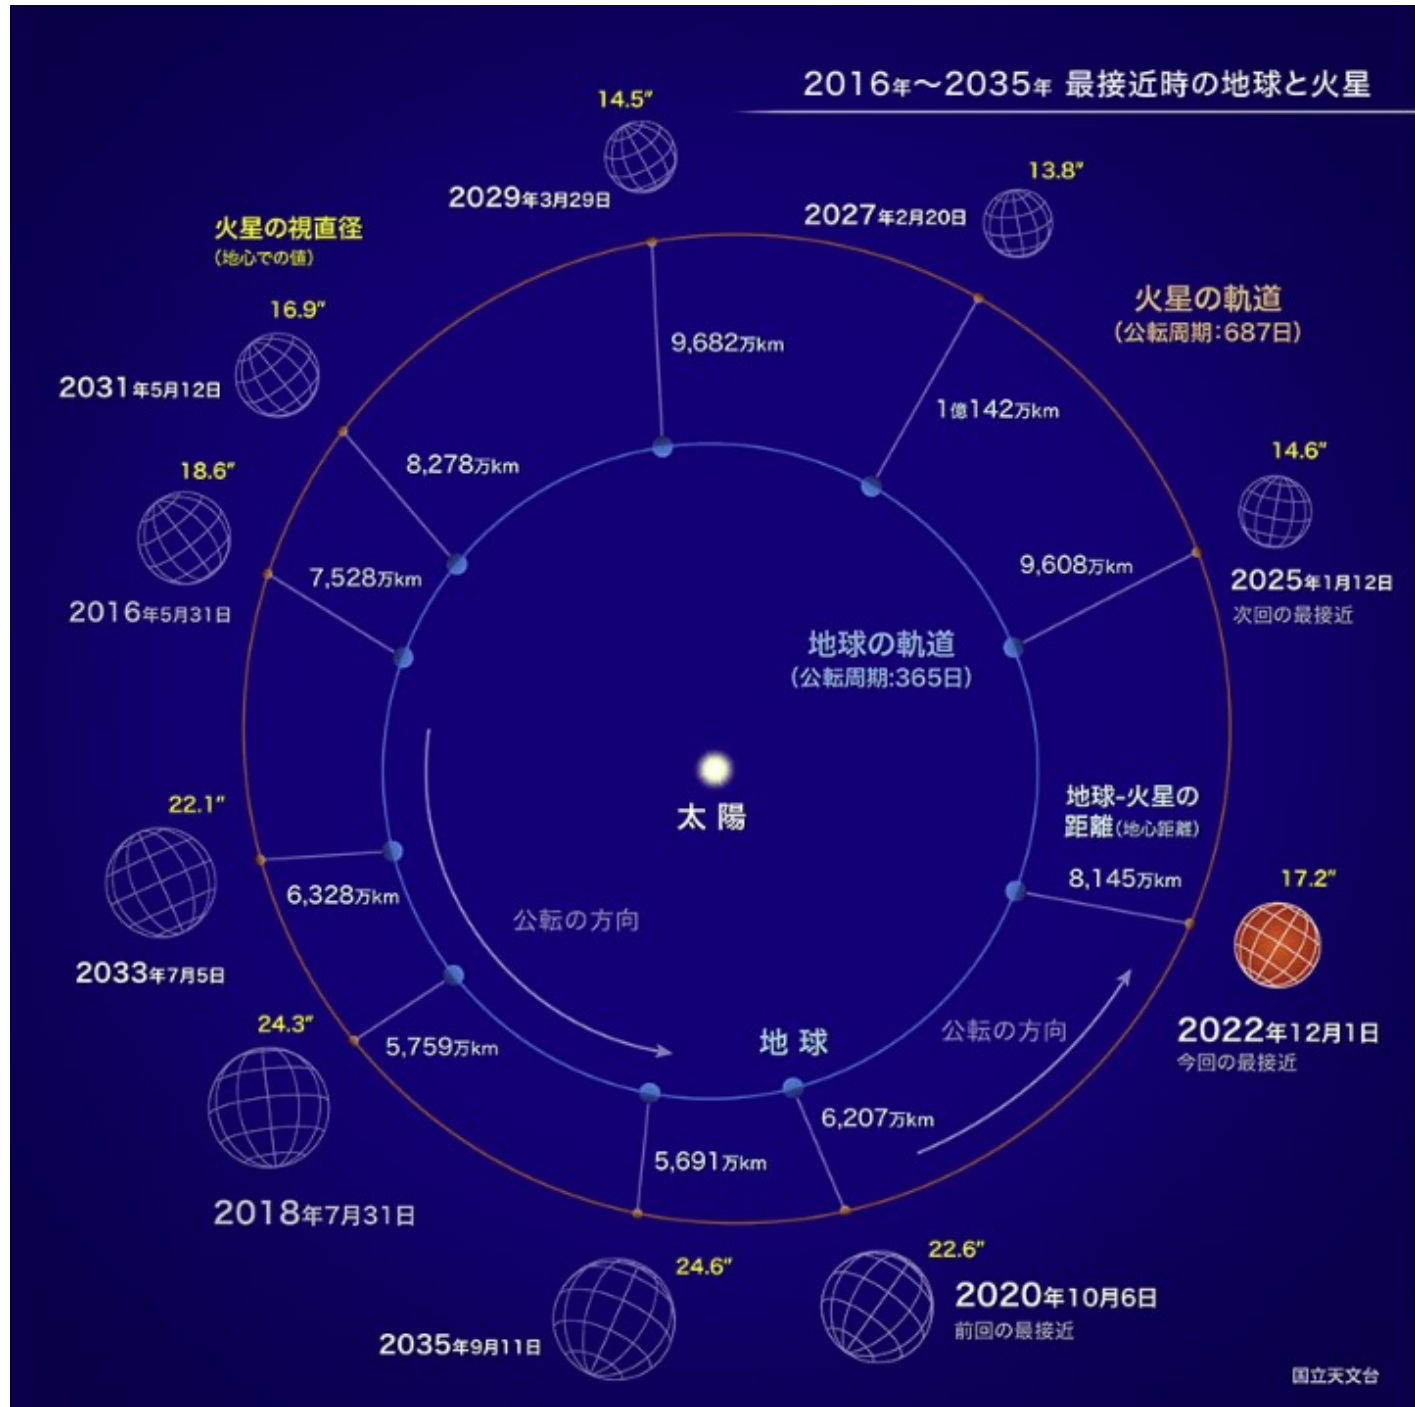 2016年〜2035年 最接近時の地球と火星
14.5″
2029年3月29日
13.8″
2027年2月20日
火星の視直径
（地心での値）
16.9″
2031年5月12日
火星の軌道
（公転周期：687日）
9,682万km
1億142万km
8,278万km
18.6″
2016年5月31日
7,528万km
14.6″
2025年1月12日
次回の最接近
9,608万km
地球の軌道
（公転周期:365日）
太陽
地球-火星の
距離（地心距離）
8,145万km
22.1″
2033年7月5日
6,328万km
公転の方向
17.2″
2022年12月1日
今回の最接近
24.3″
2018年7月31日
5,759万km
地球
公転の方向
6,207万km
5,691万km
24.6″
2035年9月11日
22.6″
2020年10月6日
前回の最接近
国立天文台